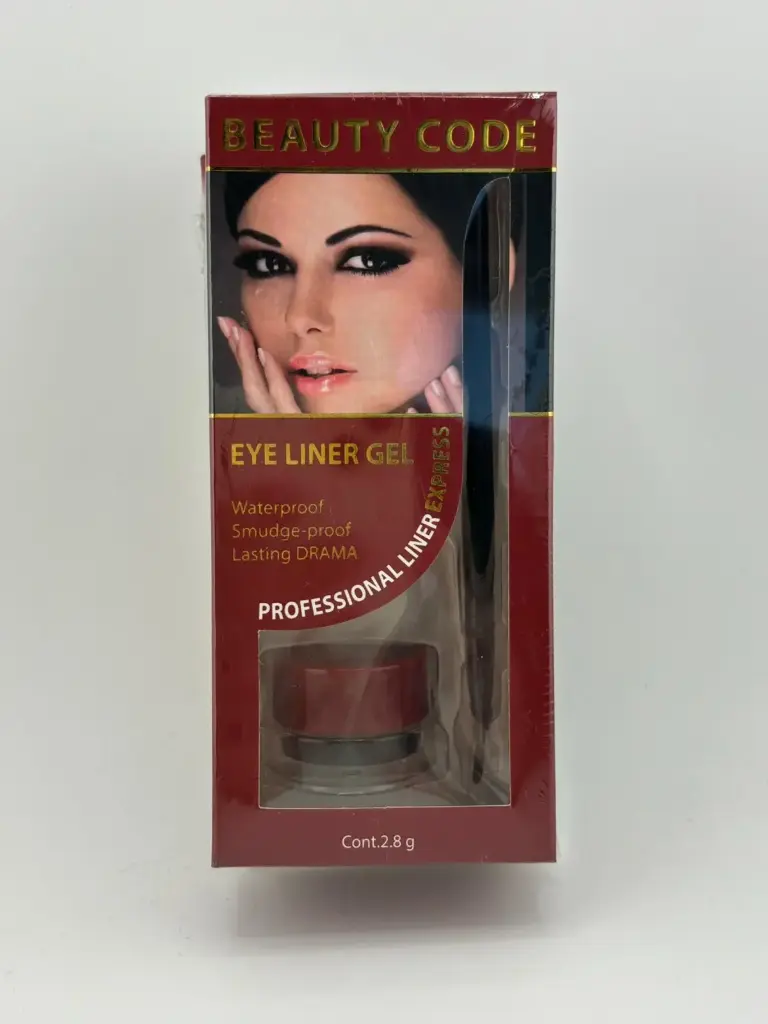 BEAUTY CODE
EYE LINER GEL
Waterproof
Smudge-proof
Lasting DRAMA
PROFESSIONAL LINER EXPRESS
Cont.2.8 g